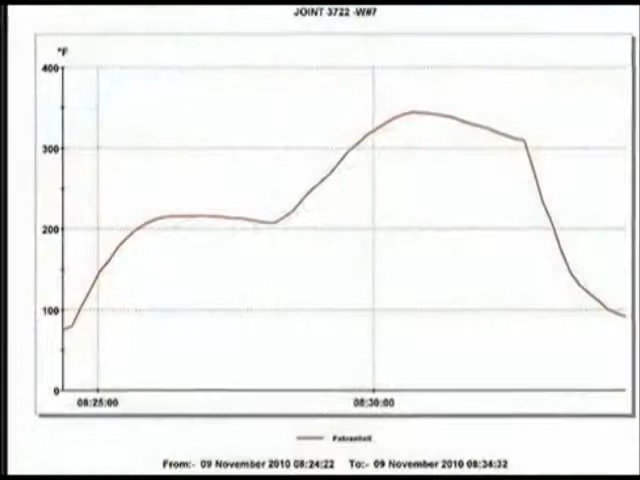 JOINT 3722 -W#7
°F
400
300
200
100
0
08:25:00 08:30:00
Fahrenheit
From:- 09 November 2010 08:24:22 To:- 09 November 2010 08:34:32